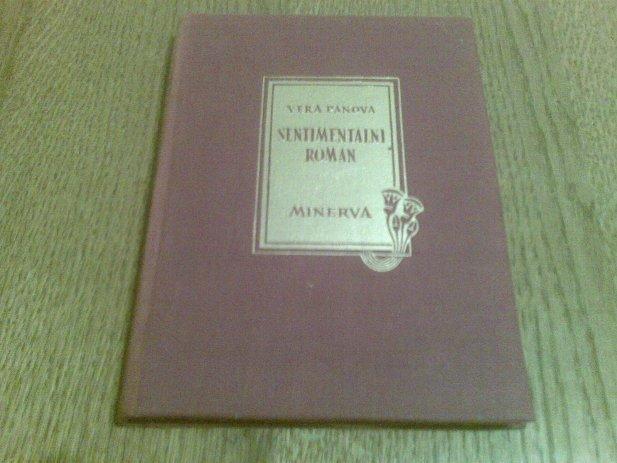 VERA PANOVA
SENTIMENTALNI
ROMAN
MINERVA